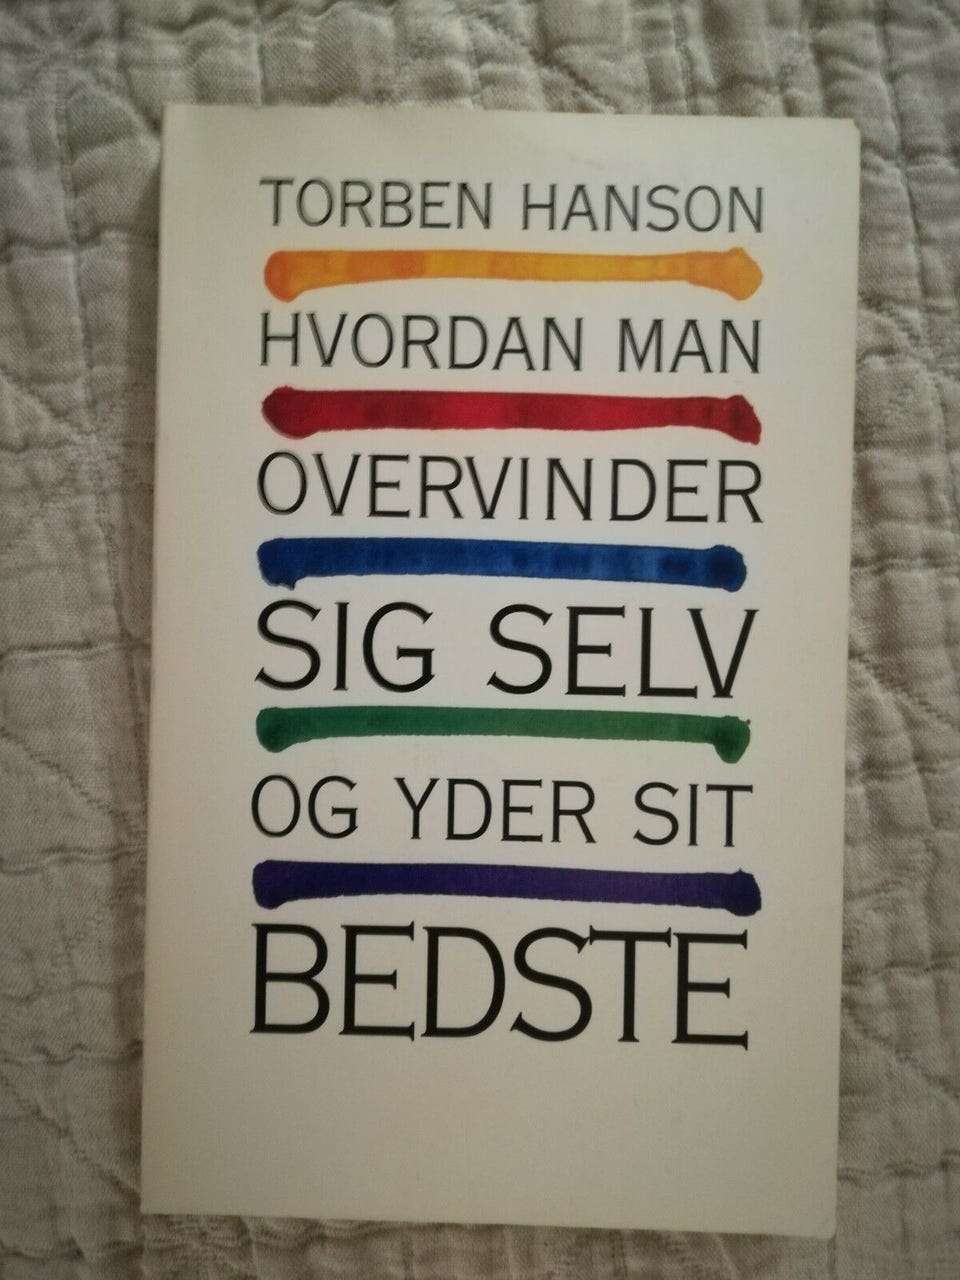 TORBEN HANSON
HVORDAN MAN
OVERVINDER
SIG SELV
OG YDER SIT
BEDSTE